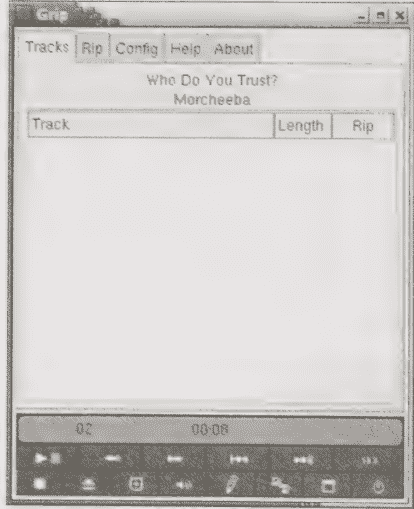 Grip
Tracks Rip Config Help About
Who Do You Trust?
Morcheeba
Track Length Rip
02 00:08